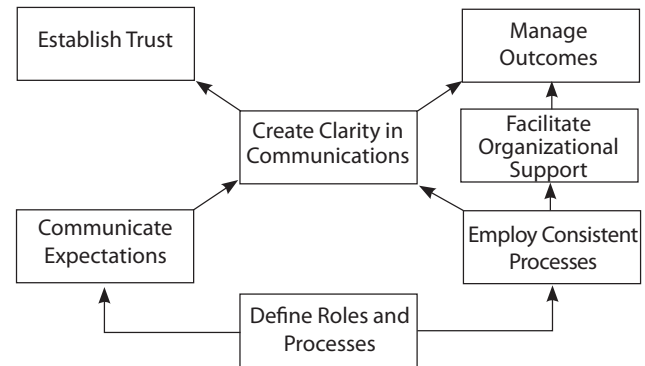 Establish Trust
Manage
Outcomes
Create Clarity in
Communications
Facilitate
Organizational
Support
Communicate
Expectations
Employ Consistent
Processes
Define Roles and
Processes